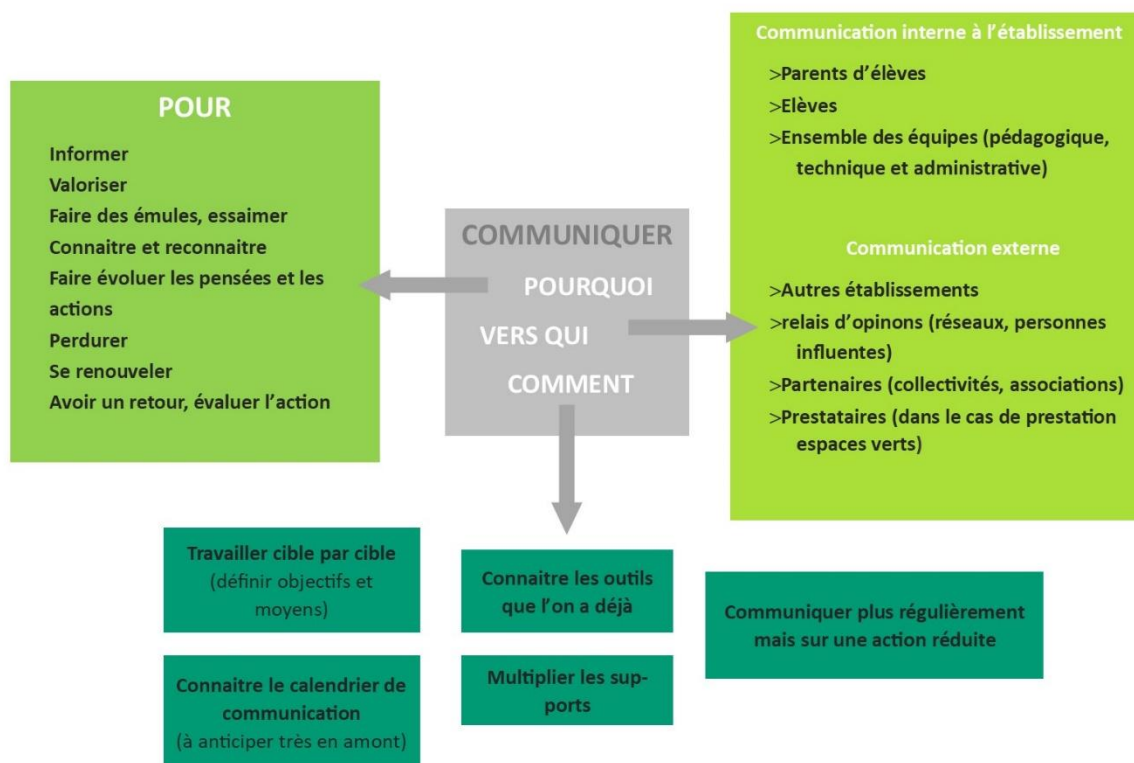 POUR
Informer
Valoriser
Faire des émules, essaimer
Connaitre et reconnaitre
Faire évoluer les pensées et les
actions
Perdurer
Se renouveler
Avoir un retour, évaluer l’action
COMMUNIQUER
POURQUOI
VERS QUI
COMMENT
Communication interne à l’établissement
>Parents d’élèves
>Elèves
>Ensemble des équipes (pédagogique,
technique et administrative)
Communication externe
>Autres établissements
>relais d’opinons (réseaux, personnes
influentes)
>Partenaires (collectivités, associations)
>Prestataires (dans le cas de prestation
espaces verts)
Travailler cible par cible
(définir objectifs et
moyens)
Connaitre les outils
que l’on a déjà
Communiquer plus régulièrement
mais sur une action réduite
Connaitre le calendrier de
communication
(à anticiper très en amont)
Multiplier les sup-
ports